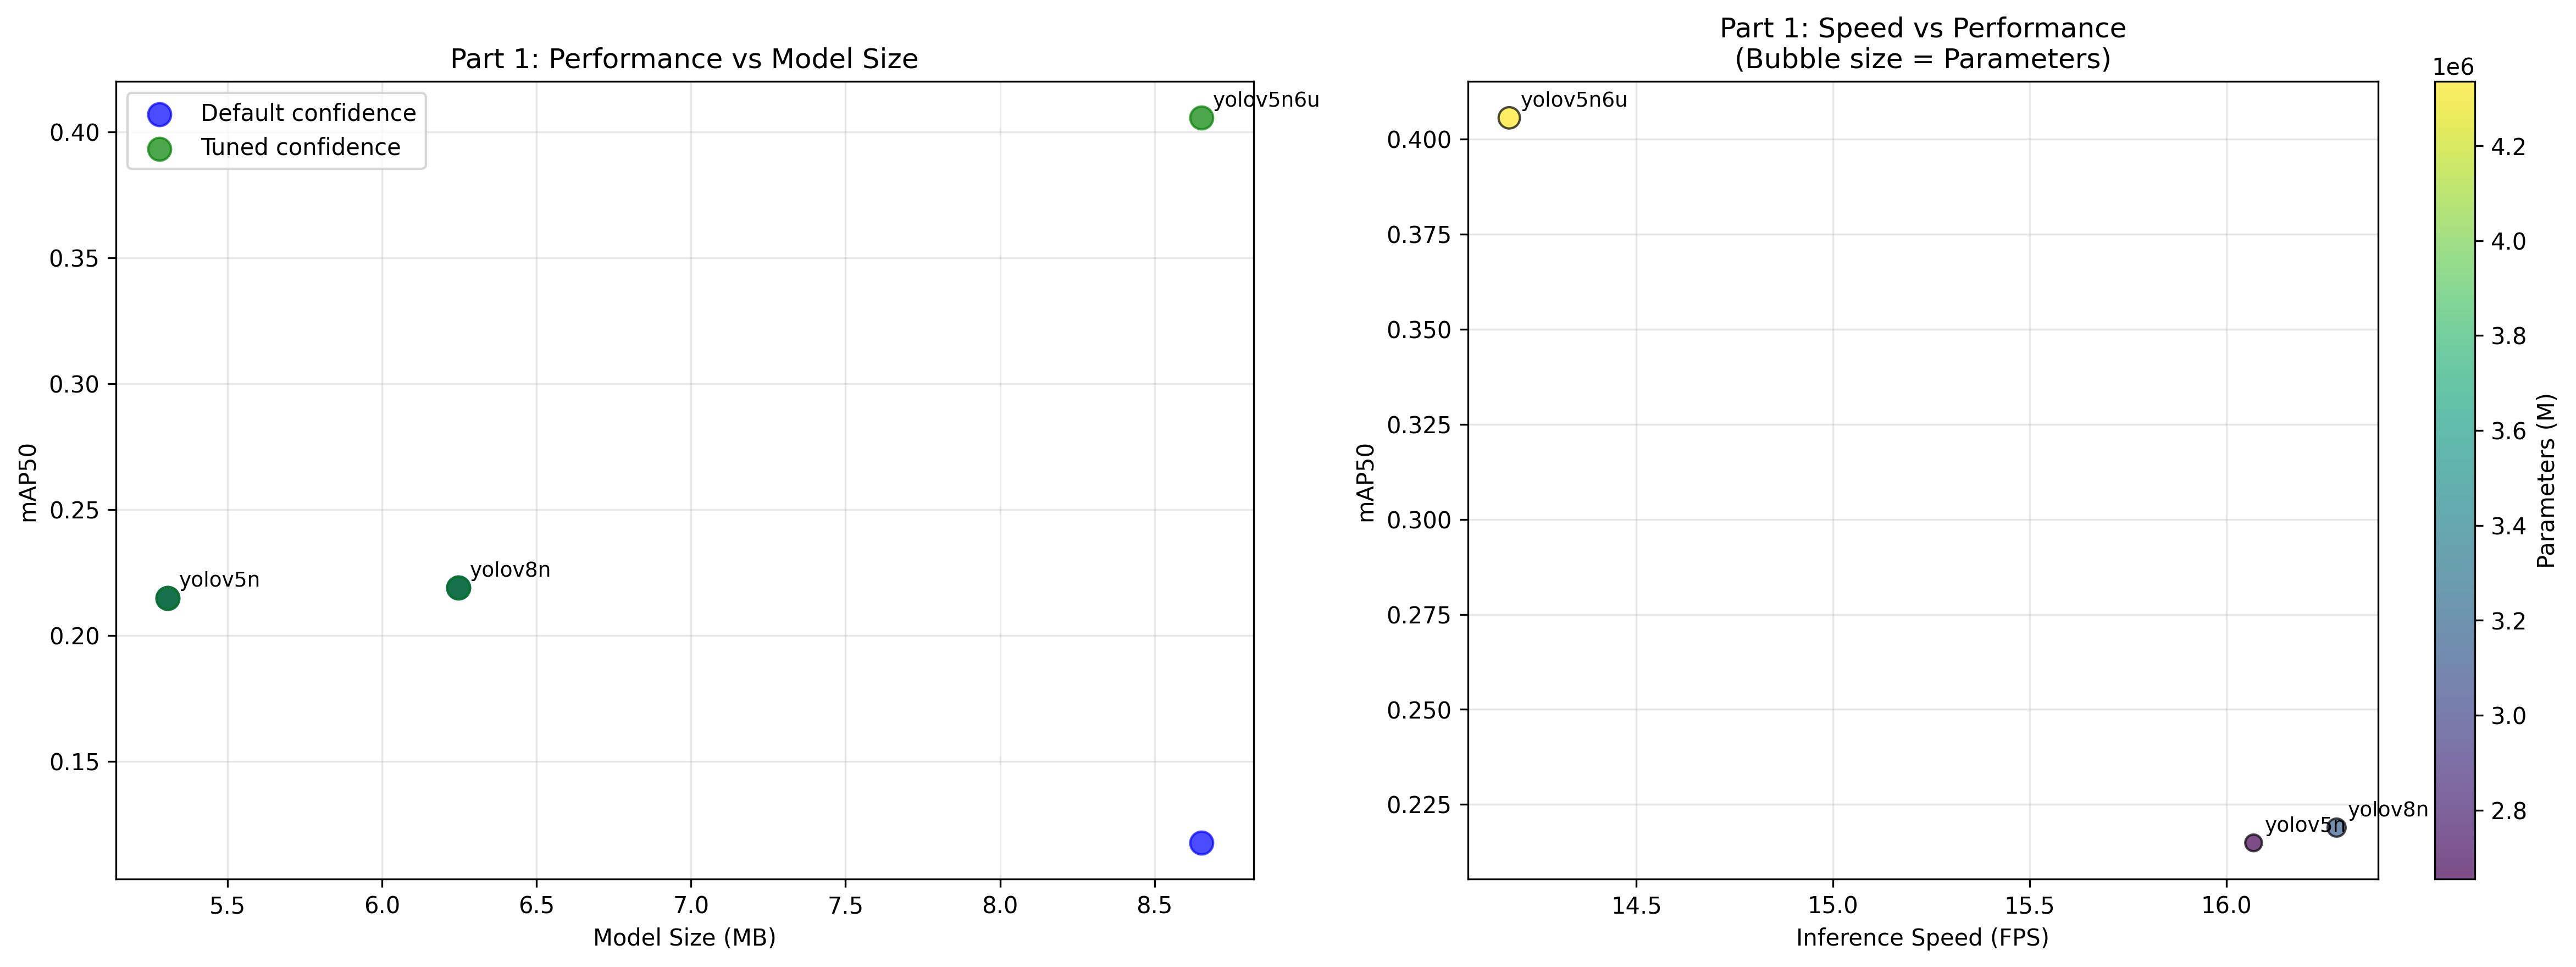 Part 1: Performance vs Model Size
Default confidence
Tuned confidence
yolov5n6u
yolov5n
yolov8n
0.40
0.35
0.30
0.25
0.20
0.15
mAP50
5.5
6.0
6.5
7.0
7.5
8.0
8.5
Model Size (MB)
Part 1: Speed vs Performance
(Bubble size = Parameters)
yolov5n6u
yolov5n
yolov8n
0.400
0.375
0.350
0.325
0.300
0.275
0.250
0.225
mAP50
14.5
15.0
15.5
16.0
Inference Speed (FPS)
1e6
4.2
4.0
3.8
3.6
3.4
3.2
3.0
2.8
Parameters (M)